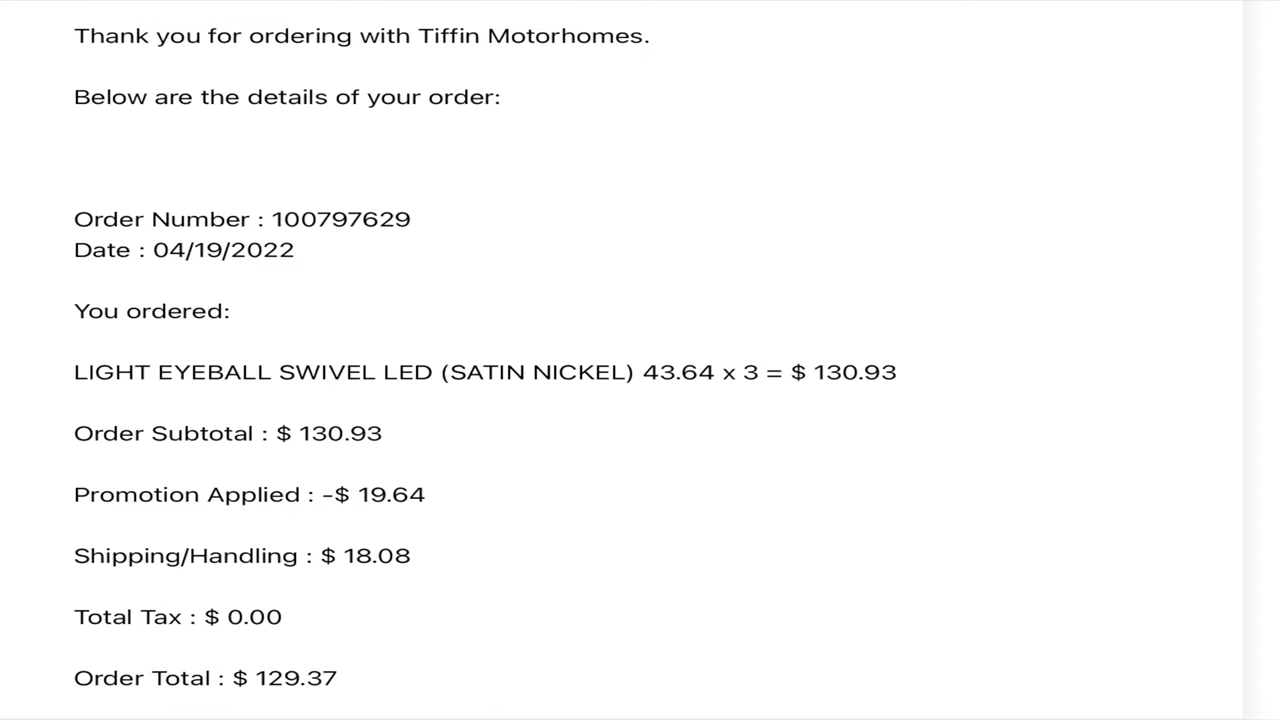 Thank you for ordering with Tiffin Motorhomes.
Below are the details of your order:
Order Number : 100797629
Date : 04/19/2022
You ordered:
LIGHT EYEBALL SWIVEL LED (SATIN NICKEL) 43.64 x 3 = $ 130.93
Order Subtotal : $ 130.93
Promotion Applied : -$ 19.64
Shipping/Handling : $ 18.08
Total Tax : $ 0.00
Order Total : $ 129.37